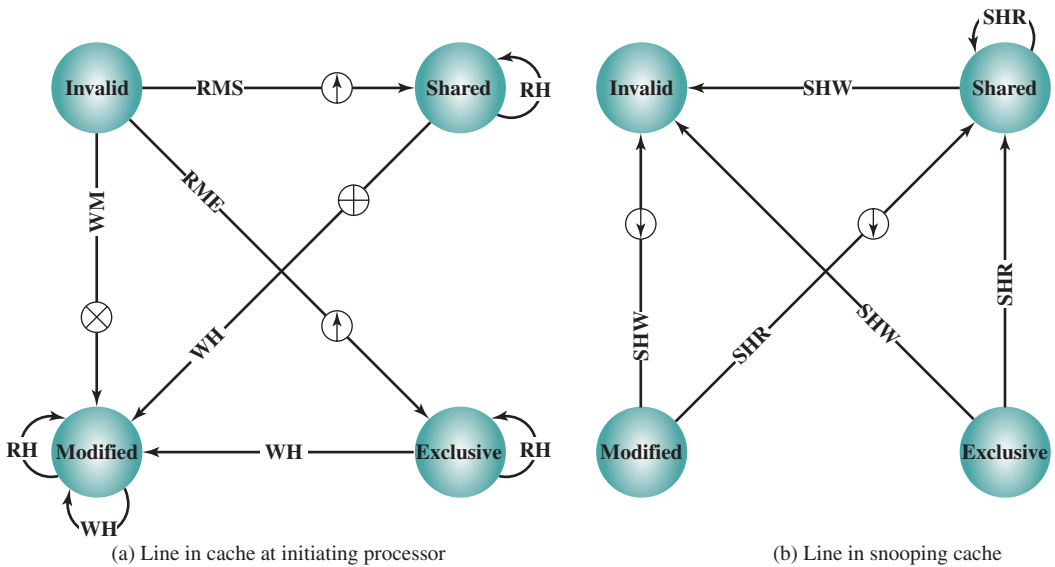 Invalid
RMS
Shared
RH
WM
RME
WH
RH
Modified
WH
WH
Exclusive
RH
(a) Line in cache at initiating processor
SHR
Invalid
SHW
Shared
SHW
SHR
SHW
SHR
Modified
Exclusive
(b) Line in snooping cache